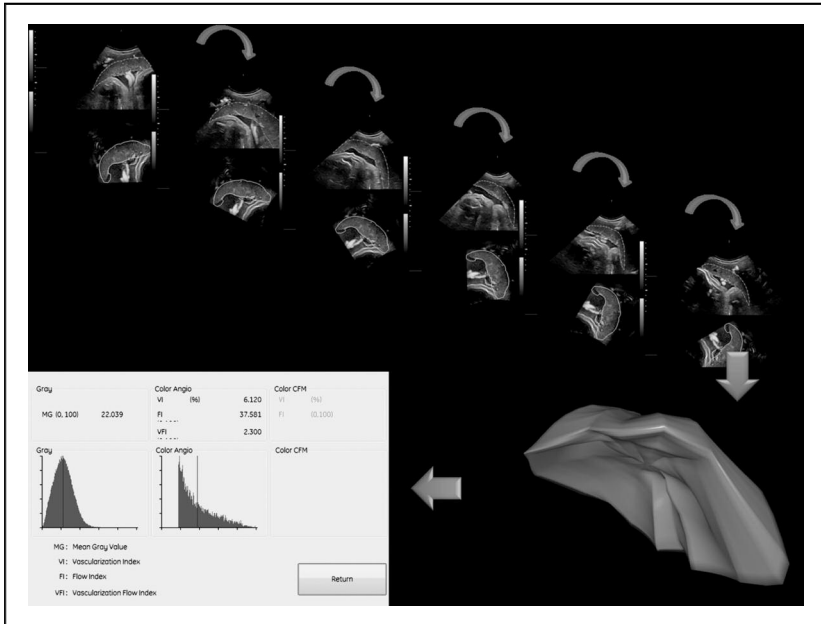 Gray
Color Angio
Color CFM
VI (%) 6.120
VI (%)
MG (0, 100) 22.039
FI 37.581
FI (0,100)
VFI 2.300
Gray
Color Angio
Color CFM
MG : Mean Gray Value
VI : Vascularization Index
FI : Flow Index
VFI : Vascularization Flow Index
Return